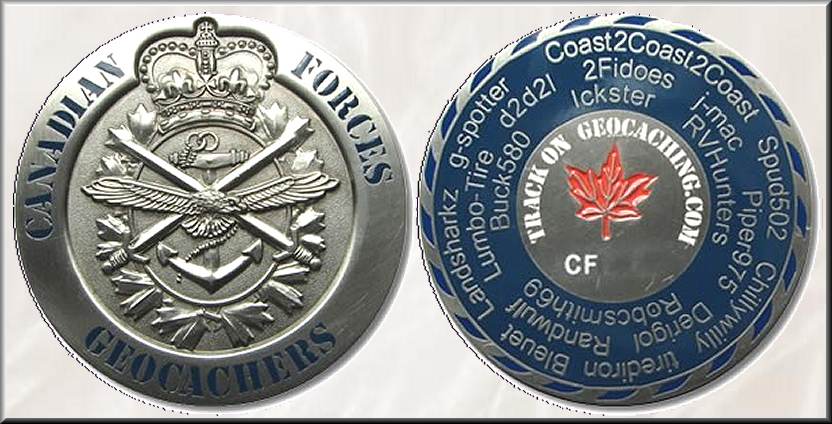 CANADIAN FORCES
GEOCACHERS
Coast2Coast2Coast
2Fidoes
Ickster
j-mac
RVHunters
Spud502
Piper975
Chillywilly
tirediron
Derigol
Robcsmith69
Randwulf
Bleuet
Landsharkz
Lumbo-Tire
Buck580
g-spotter
d2d2l
TRACK ON GEOCACHING.COM
CF